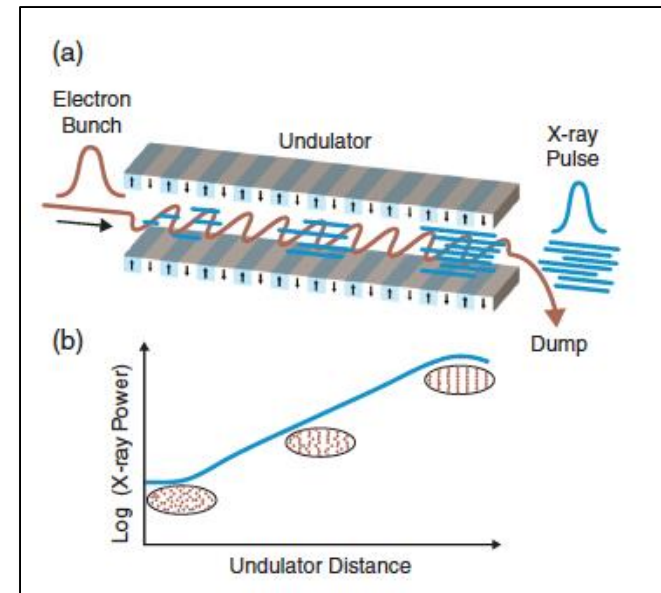 (a)
Electron
Bunch
Undulator
X-ray
Pulse
Dump
(b)
Log (X-ray Power)
Undulator Distance